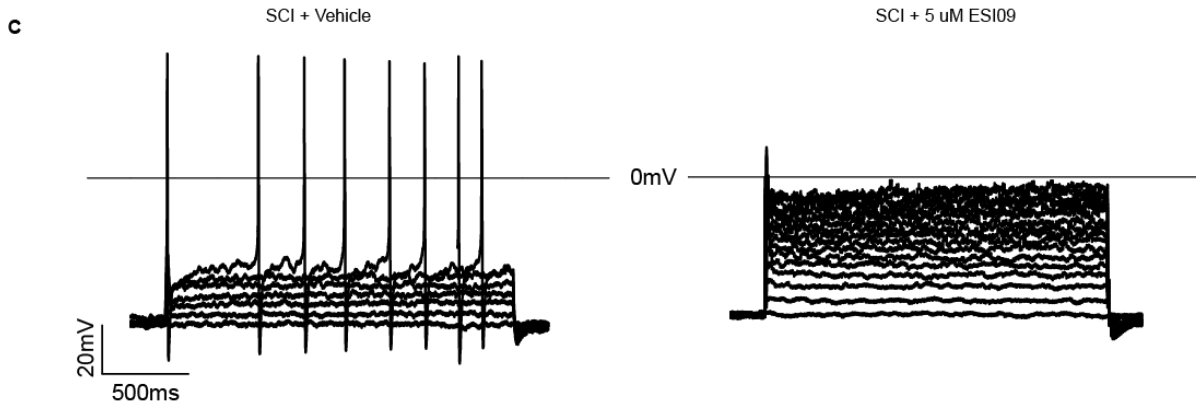 c
SCI + Vehicle
SCI + 5 uM ESI09
0mV
20mV
500ms